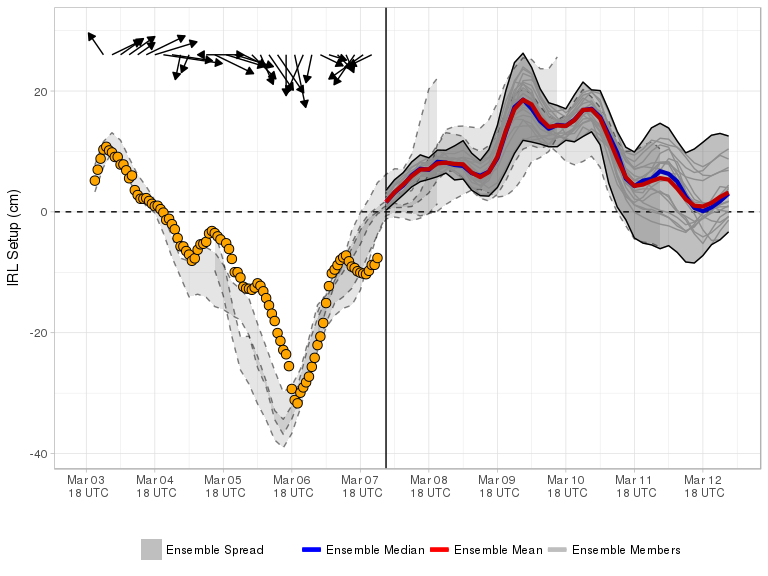 IRL Setup (cm)
20
0
-20
-40
Mar 03 Mar 04 Mar 05 Mar 06 Mar 07 Mar 08 Mar 09 Mar 10 Mar 11 Mar 12
18 UTC 18 UTC 18 UTC 18 UTC 18 UTC 18 UTC 18 UTC 18 UTC 18 UTC 18 UTC
Ensemble Spread Ensemble Median Ensemble Mean Ensemble Members